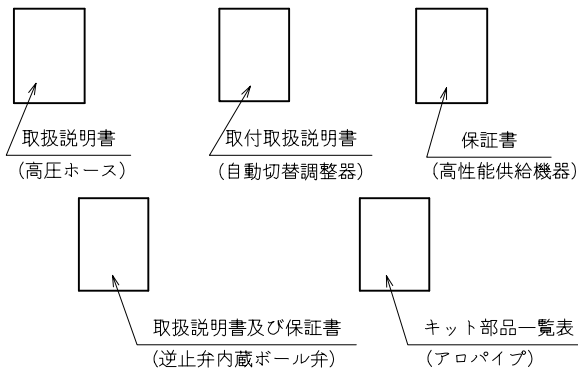 取扱説明書
(高圧ホース)
取付取扱説明書
(自動切替調整器)
保証書
(高性能供給機器)
取扱説明書及び保証書
(逆止弁内蔵ボール弁)
キット部品一覧表
(アロパイプ)